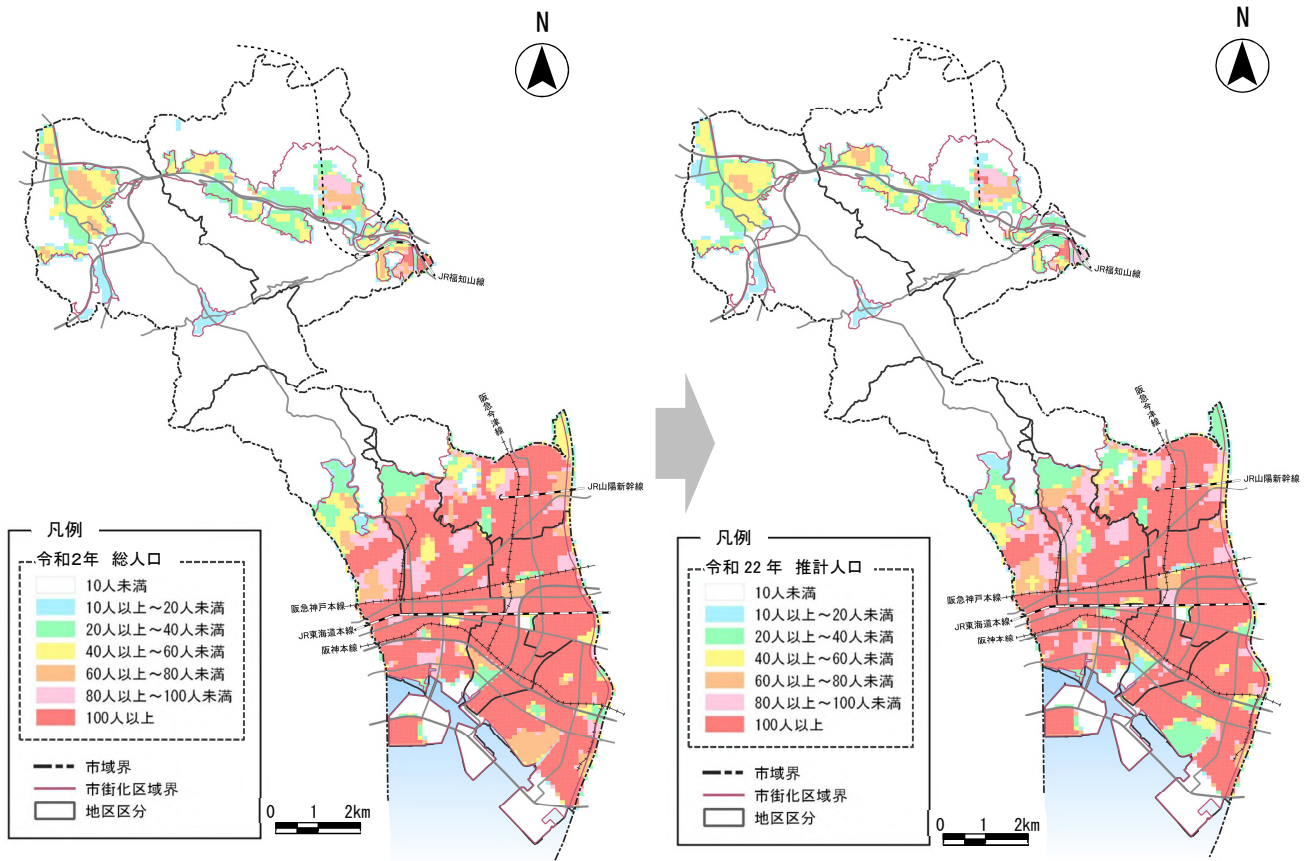 N
JR福知山線
阪急今津線
JR山陽新幹線
阪急神戸本線
JR東海道本線
阪神本線
凡例
令和2年 総人口
10人未満
10人以上～20人未満
20人以上～40人未満
40人以上～60人未満
60人以上～80人未満
80人以上～100人未満
100人以上
市域界
市街化区域界
地区区分
0 1 2km
N
JR福知山線
阪急今津線
JR山陽新幹線
阪急神戸本線
JR東海道本線
阪神本線
凡例
令和22年 推計人口
10人未満
10人以上～20人未満
20人以上～40人未満
40人以上～60人未満
60人以上～80人未満
80人以上～100人未満
100人以上
市域界
市街化区域界
地区区分
0 1 2km